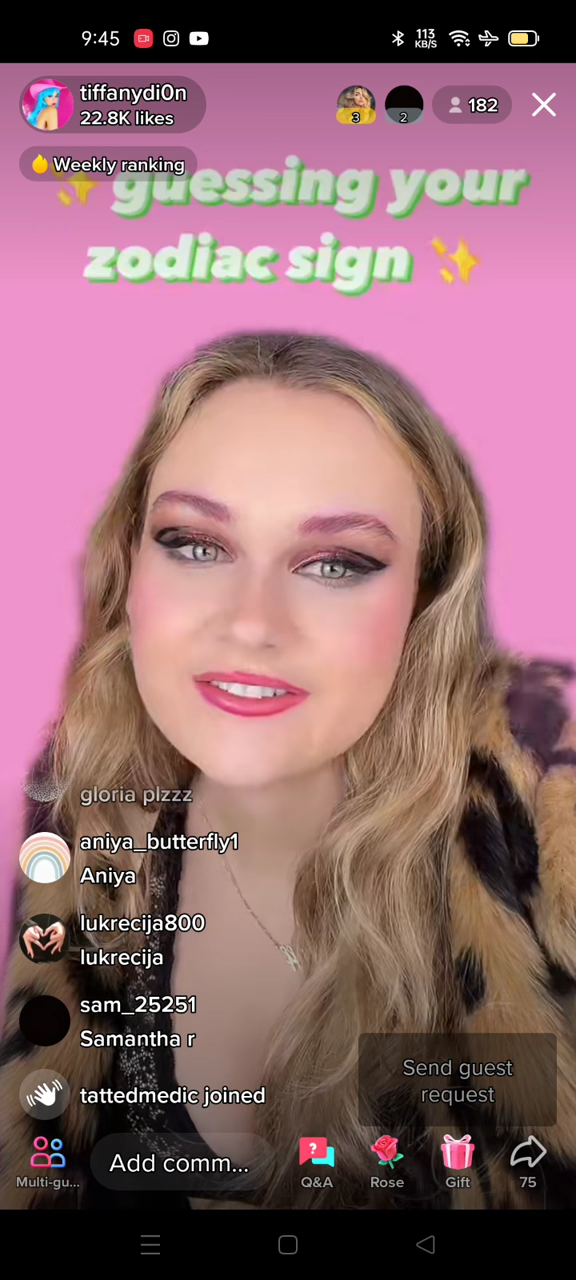 9:45
113
KB/S
tiffanydi0n
22.8K likes
3
2
182
Weekly ranking
✨ guessing your
zodiac sign ✨
gloria plzzz
aniya_butterfly1
Aniya
lukrecija800
lukrecija
sam_25251
Samantha r
Send guest
request
tattedmedic joined
Multi-gu...
Add comm...
Q&A
Rose
Gift
75